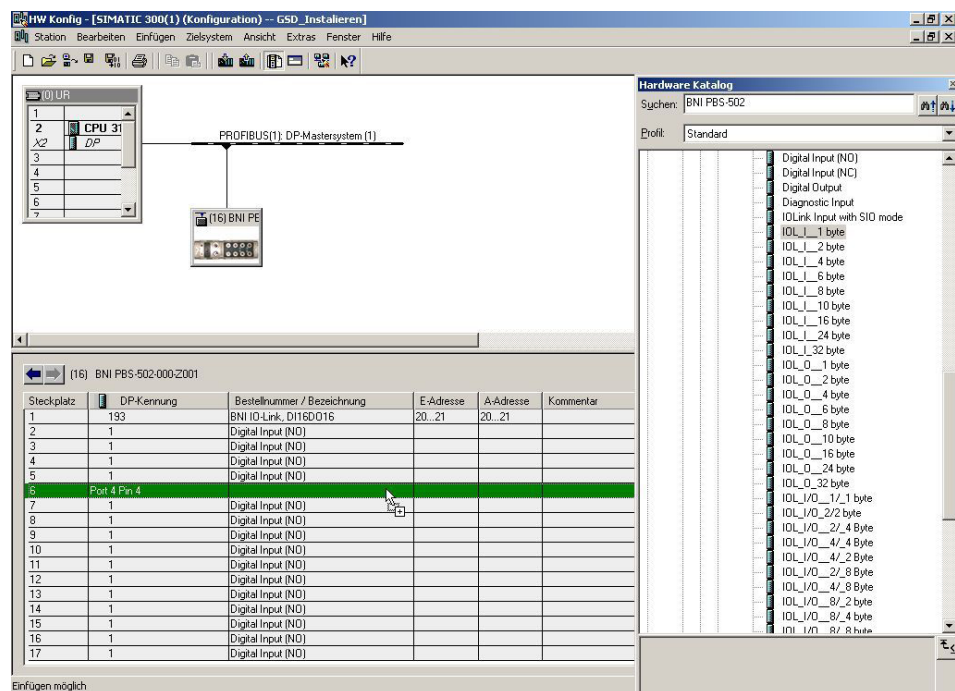 HW Konfig - [SIMATIC 300(1) (Konfiguration) -- GSD_Instalieren]
Station Bearbeiten Einfügen Zielsystem Ansicht Extras Fenster Hilfe
(0) UR
1
2 CPU 31
X2 DP
3
4
5
6
7
PROFIBUS(1): DP-Mastersystem (1)
(16) BNI PE
Hardware Katalog
Suchen: BNI PBS-502
Profil: Standard
Digital Input (NO)
Digital Input (NC)
Digital Output
Diagnostic Input
IOLink Input with SIO mode
IOL_I__1 byte
IOL_I__2 byte
IOL_I__4 byte
IOL_I__6 byte
IOL_I__8 byte
IOL_I__10 byte
IOL_I__16 byte
IOL_I__24 byte
IOL_I_32 byte
IOL_O__1 byte
IOL_O__2 byte
IOL_O__4 byte
IOL_O__6 byte
IOL_O__8 byte
IOL_O__10 byte
IOL_O__16 byte
IOL_O__24 byte
IOL_O_32 byte
IOL_I/O__1/_1 byte
IOL_I/O_2/2 byte
IOL_I/O__2/_4 Byte
IOL_I/O__4/_4 Byte
IOL_I/O__4/_2 Byte
IOL_I/O__2/_8 Byte
IOL_I/O__4/_8 Byte
IOL_I/O__8/_2 byte
IOL_I/O__8/_4 byte
IOL_I/O__8/_8 byte
(16) BNI PBS-502-000-Z001
Steckplatz DP-Kennung Bestellnummer / Bezeichnung E-Adresse A-Adresse Kommentar
1 193 BNI IO-Link, DI16DO16 20...21 20...21
2 1 Digital Input (NO)
3 1 Digital Input (NO)
4 1 Digital Input (NO)
5 1 Digital Input (NO)
6 Port 4 Pin 4
7 1 Digital Input (NO)
8 1 Digital Input (NO)
9 1 Digital Input (NO)
10 1 Digital Input (NO)
11 1 Digital Input (NO)
12 1 Digital Input (NO)
13 1 Digital Input (NO)
14 1 Digital Input (NO)
15 1 Digital Input (NO)
16 1 Digital Input (NO)
17 1 Digital Input (NO)
Einfügen möglich